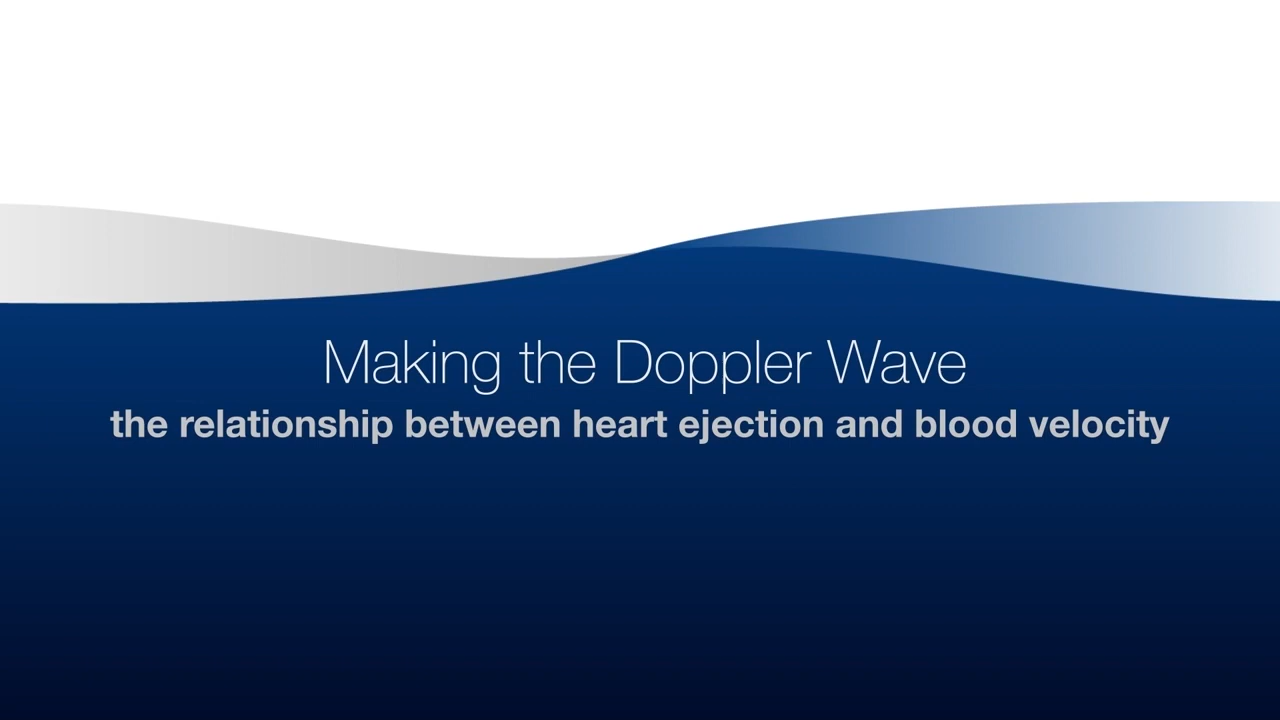 Making the Doppler Wave
the relationship between heart ejection and blood velocity